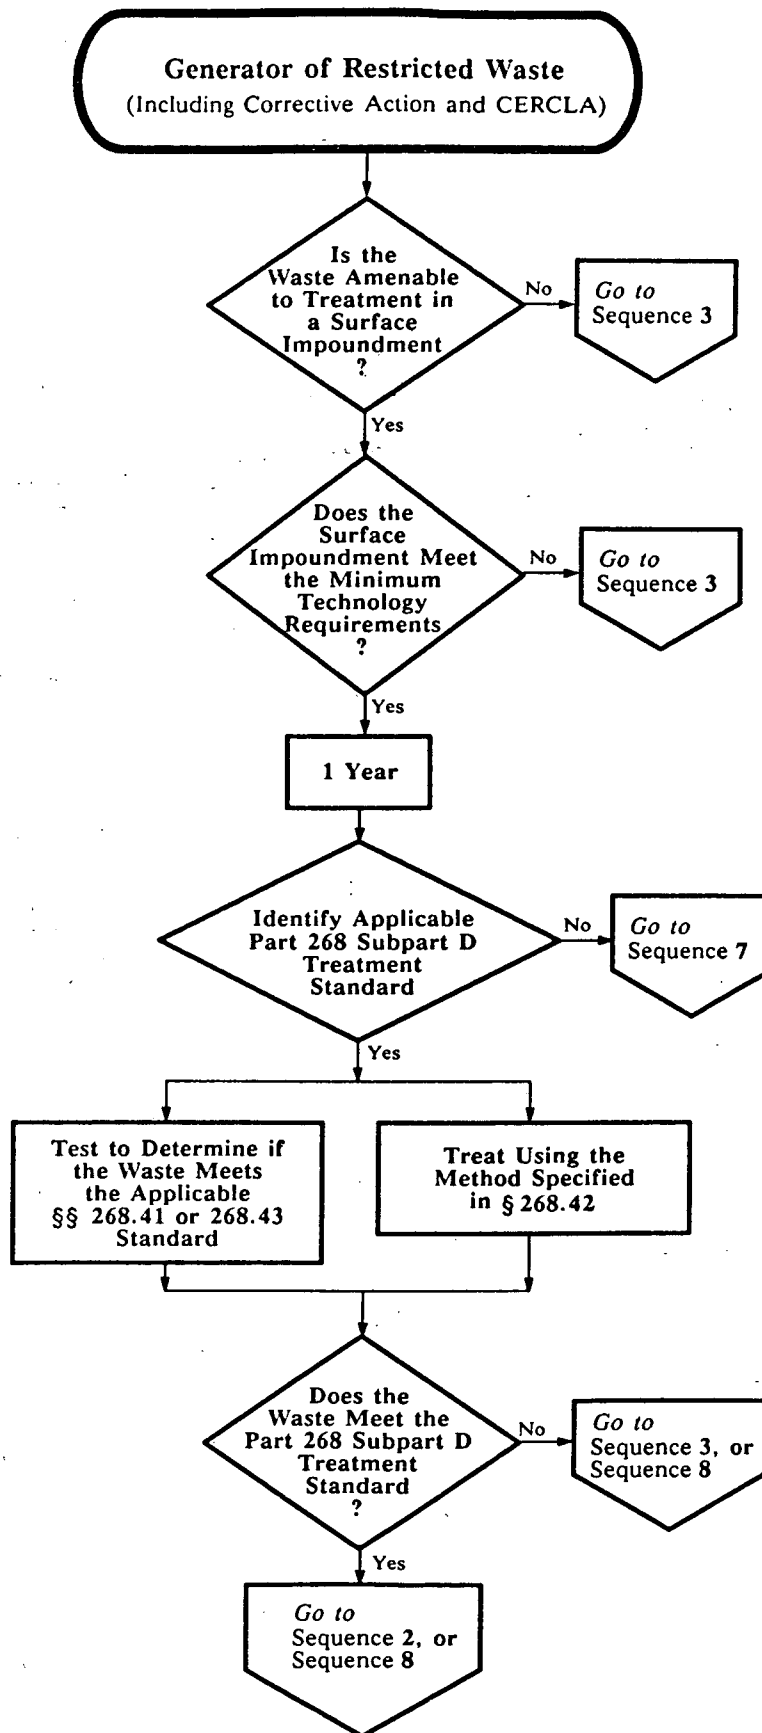 Generator of Restricted Waste
(Including Corrective Action and CERCLA)
Is the
Waste Amenable
to Treatment in
a Surface
Impoundment
?
No
Go to
Sequence 3
Yes
Does the
Surface
Impoundment Meet
the Minimum
Technology
Requirements
?
No
Go to
Sequence 3
Yes
1 Year
Identify Applicable
Part 268 Subpart D
Treatment
Standard
No
Go to
Sequence 7
Yes
Test to Determine if
the Waste Meets
the Applicable
§§ 268.41 or 268.43
Standard
Treat Using the
Method Specified
in § 268.42
Does the
Waste Meet the
Part 268 Subpart D
Treatment
Standard
?
No
Go to
Sequence 3, or
Sequence 8
Yes
Go to
Sequence 2, or
Sequence 8